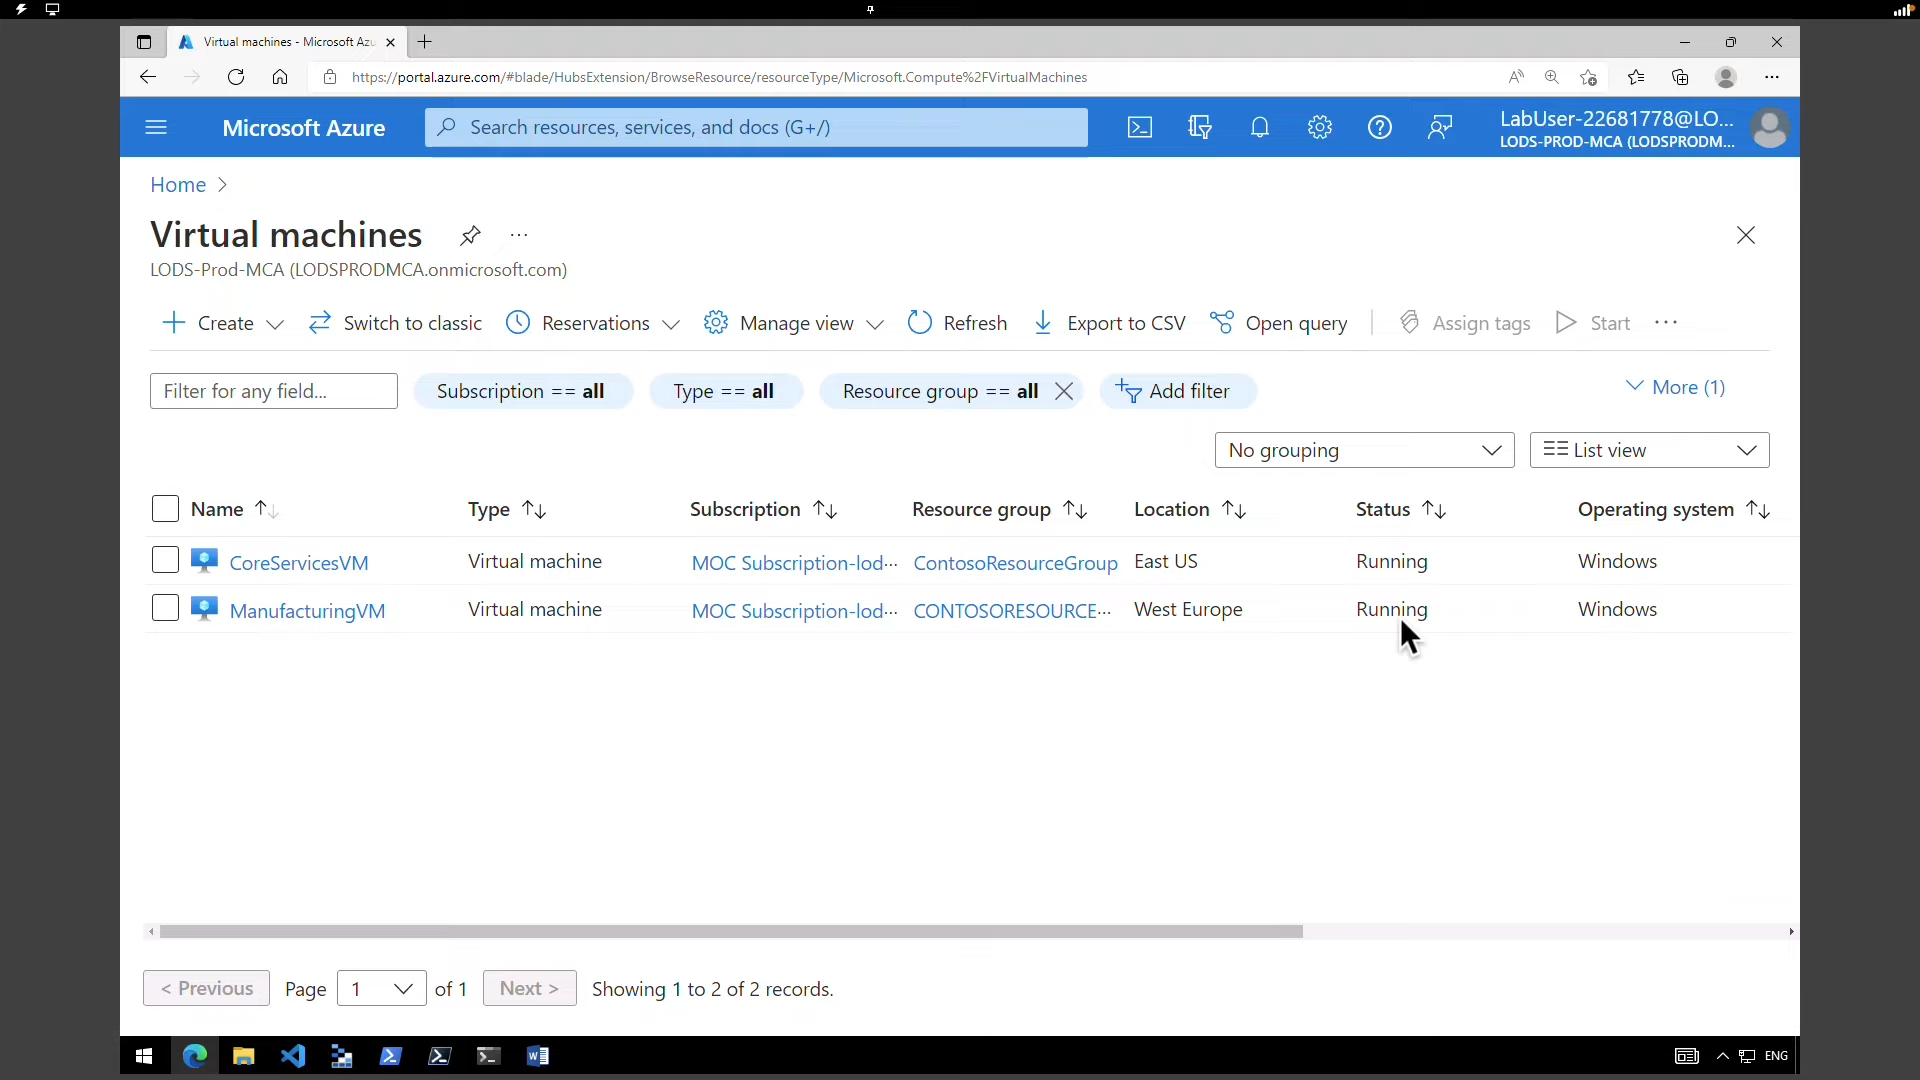 Virtual machines - Microsoft Azu
https://portal.azure.com/#blade/HubsExtension/BrowseResource/resourceType/Microsoft.Compute%2FVirtualMachines
Microsoft Azure
Search resources, services, and docs (G+/)
LabUser-22681778@LO...
LODS-PROD-MCA (LODSPRODM...
Home
Virtual machines
LODS-Prod-MCA (LODSPRODMCA.onmicrosoft.com)
Create Switch to classic Reservations Manage view Refresh Export to CSV Open query Assign tags Start
Filter for any field... Subscription == all Type == all Resource group == all Add filter More (1)
No grouping List view
Name Type Subscription Resource group Location Status Operating system
CoreServicesVM Virtual machine MOC Subscription-lod... ContosoResourceGroup East US Running Windows
ManufacturingVM Virtual machine MOC Subscription-lod... CONTOSORESOURCE... West Europe Running Windows
< Previous Page 1 of 1 Next > Showing 1 to 2 of 2 records.
ENG